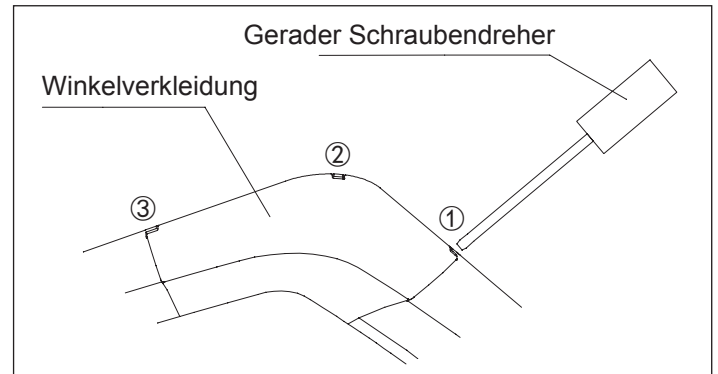 Gerader Schraubendreher
Winkelverkleidung
②
③
①